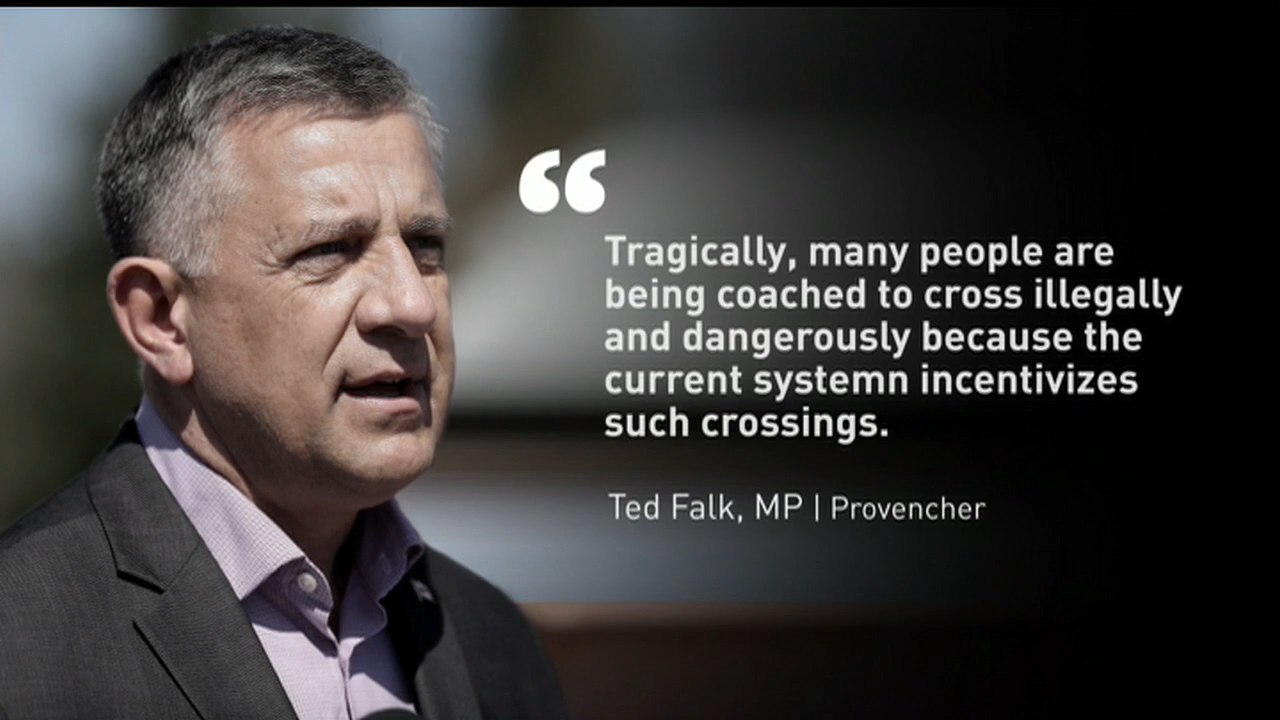 “
Tragically, many people are
being coached to cross illegally
and dangerously because the
current systemn incentivizes
such crossings.
Ted Falk, MP | Provencher